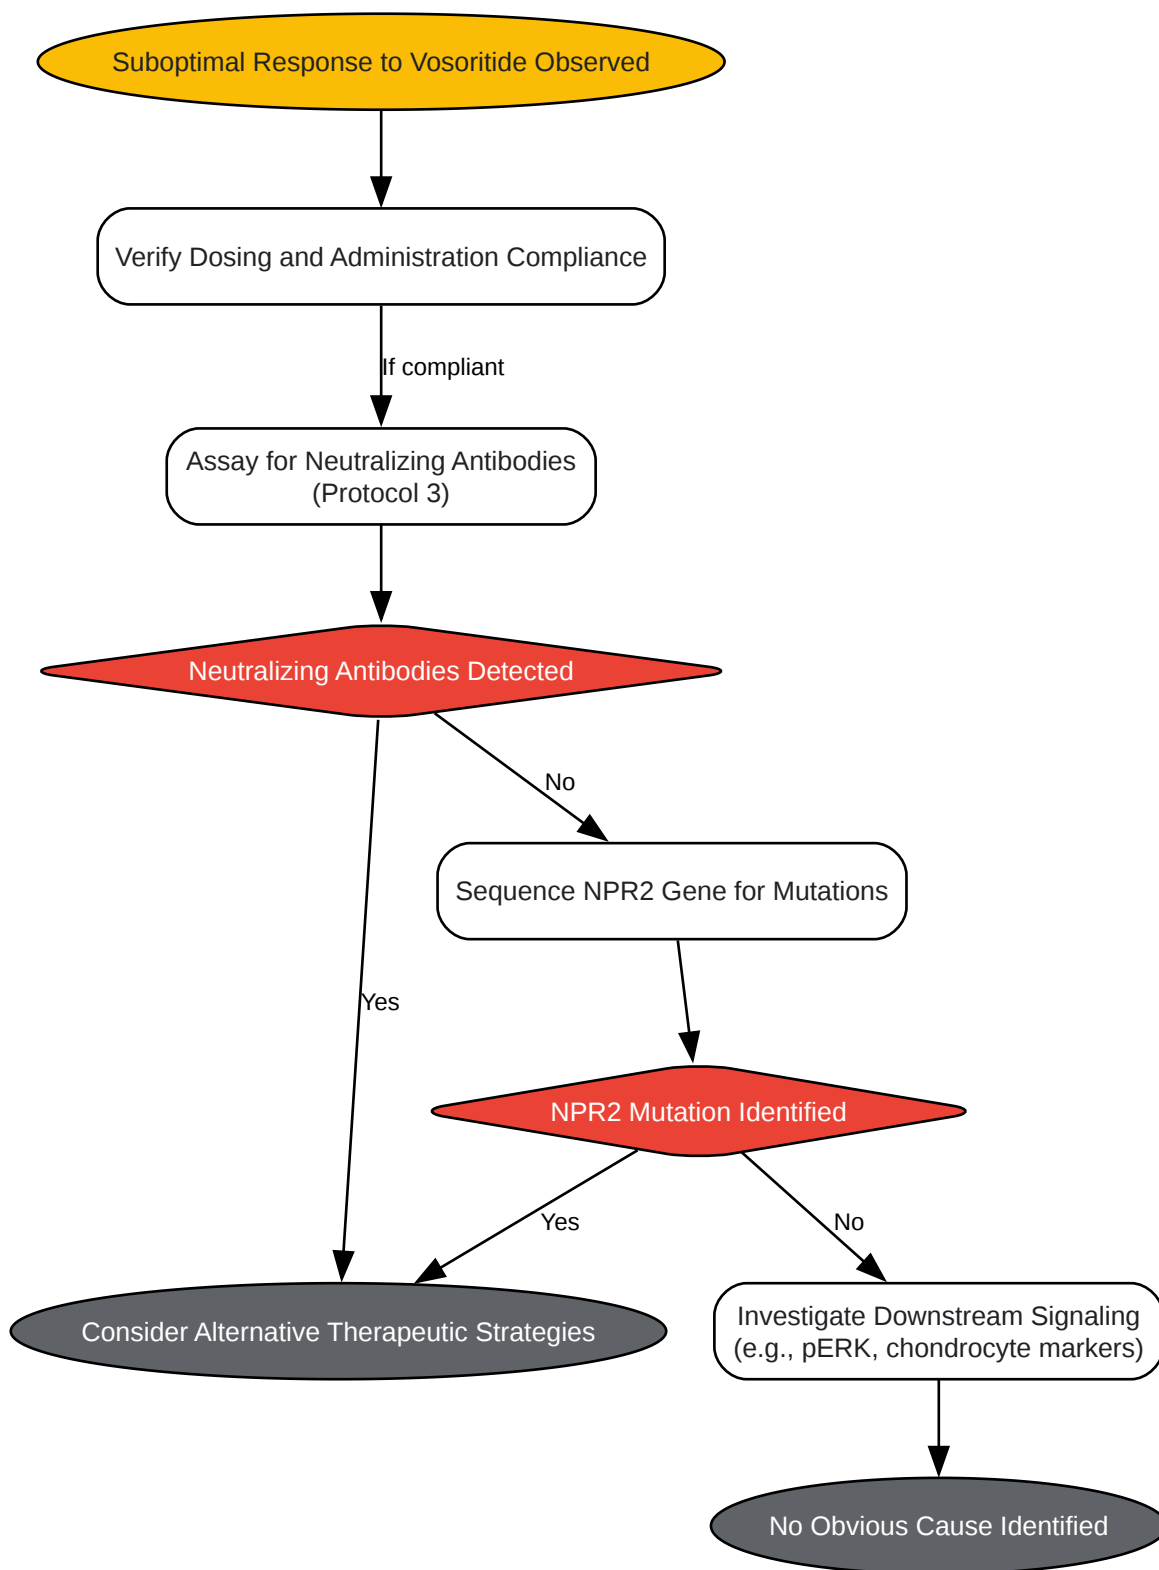 Suboptimal Response to Vosoritide Observed
Verify Dosing and Administration Compliance
If compliant
Assay for Neutralizing Antibodies
(Protocol 3)
Neutralizing Antibodies Detected
No
Sequence NPR2 Gene for Mutations
Yes
NPR2 Mutation Identified
Yes
No
Consider Alternative Therapeutic Strategies
Investigate Downstream Signaling
(e.g., pERK, chondrocyte markers)
No Obvious Cause Identified